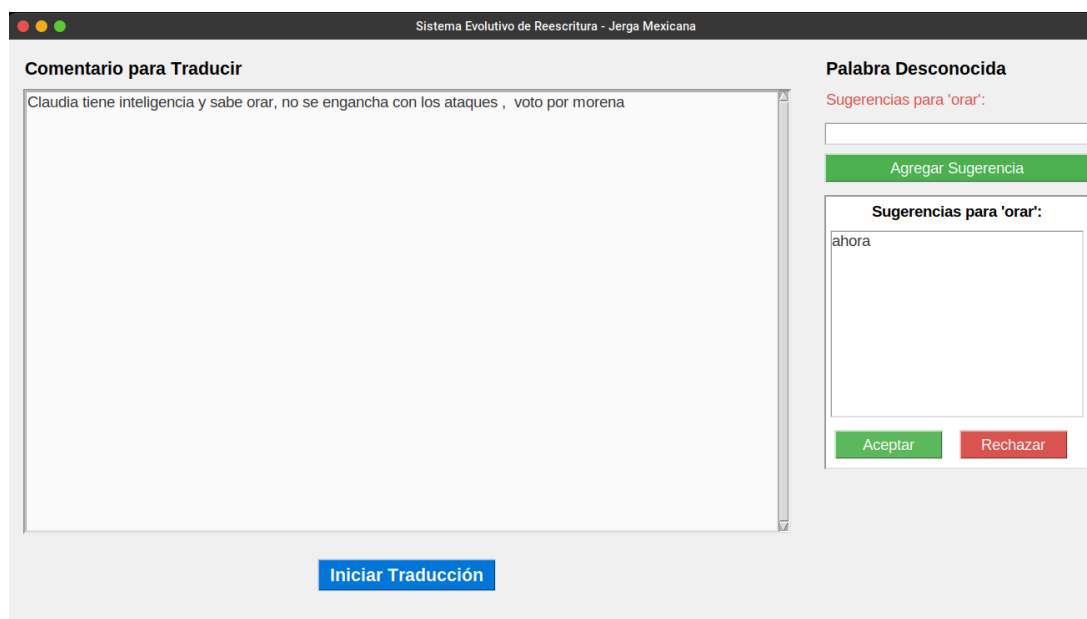 Sistema Evolutivo de Reescritura - Jerga Mexicana
Comentario para Traducir
Claudia tiene inteligencia y sabe orar, no se engancha con los ataques ,  voto por morena
Iniciar Traducción
Palabra Desconocida
Sugerencias para 'orar':
Agregar Sugerencia
Sugerencias para 'orar':
ahora
Aceptar
Rechazar